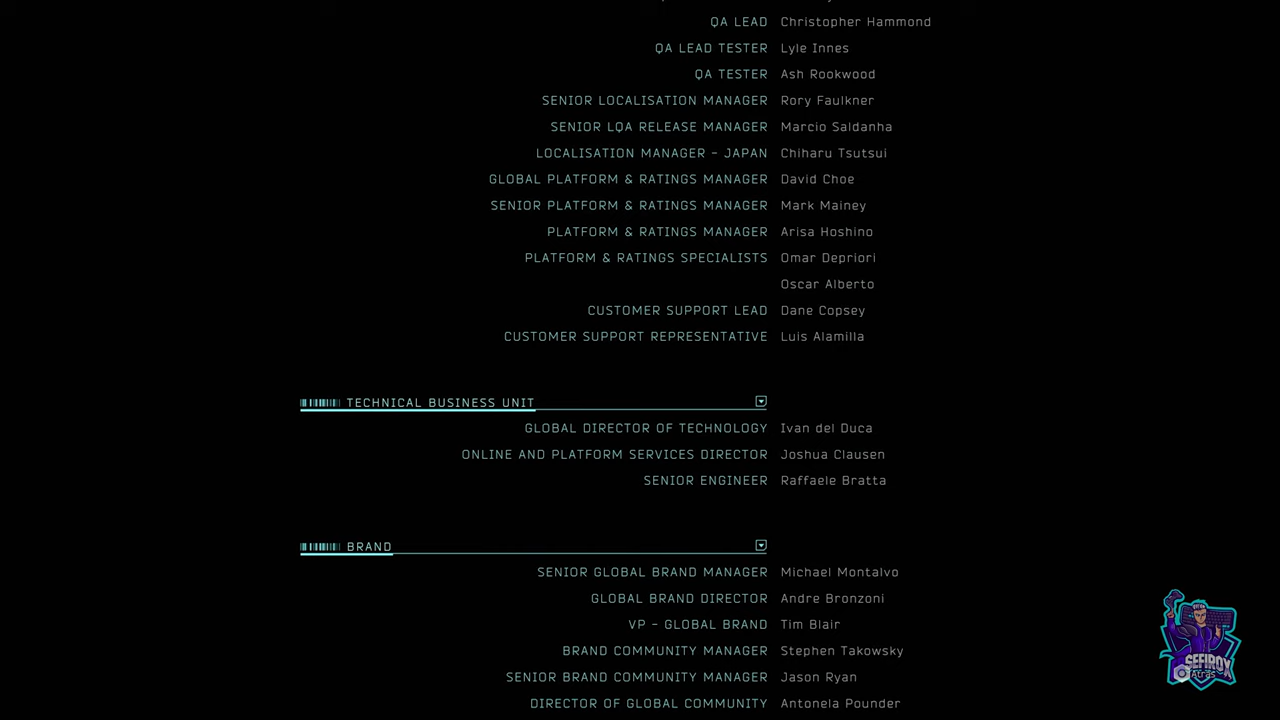 QA LEAD Christopher Hammond
QA LEAD TESTER Lyle Innes
QA TESTER Ash Rookwood
SENIOR LOCALISATION MANAGER Rory Faulkner
SENIOR LQA RELEASE MANAGER Marcio Saldanha
LOCALISATION MANAGER - JAPAN Chiharu Tsutsui
GLOBAL PLATFORM & RATINGS MANAGER David Choe
SENIOR PLATFORM & RATINGS MANAGER Mark Mainey
PLATFORM & RATINGS MANAGER Arisa Hoshino
PLATFORM & RATINGS SPECIALISTS Omar Depriori
Oscar Alberto
CUSTOMER SUPPORT LEAD Dane Copsey
CUSTOMER SUPPORT REPRESENTATIVE Luis Alamilla
TECHNICAL BUSINESS UNIT
GLOBAL DIRECTOR OF TECHNOLOGY Ivan del Duca
ONLINE AND PLATFORM SERVICES DIRECTOR Joshua Clausen
SENIOR ENGINEER Raffaele Bratta
BRAND
SENIOR GLOBAL BRAND MANAGER Michael Montalvo
GLOBAL BRAND DIRECTOR Andre Bronzoni
VP - GLOBAL BRAND Tim Blair
BRAND COMMUNITY MANAGER Stephen Takowsky
SENIOR BRAND COMMUNITY MANAGER Jason Ryan
DIRECTOR OF GLOBAL COMMUNITY Antonela Pounder
SEFIROX
Atras